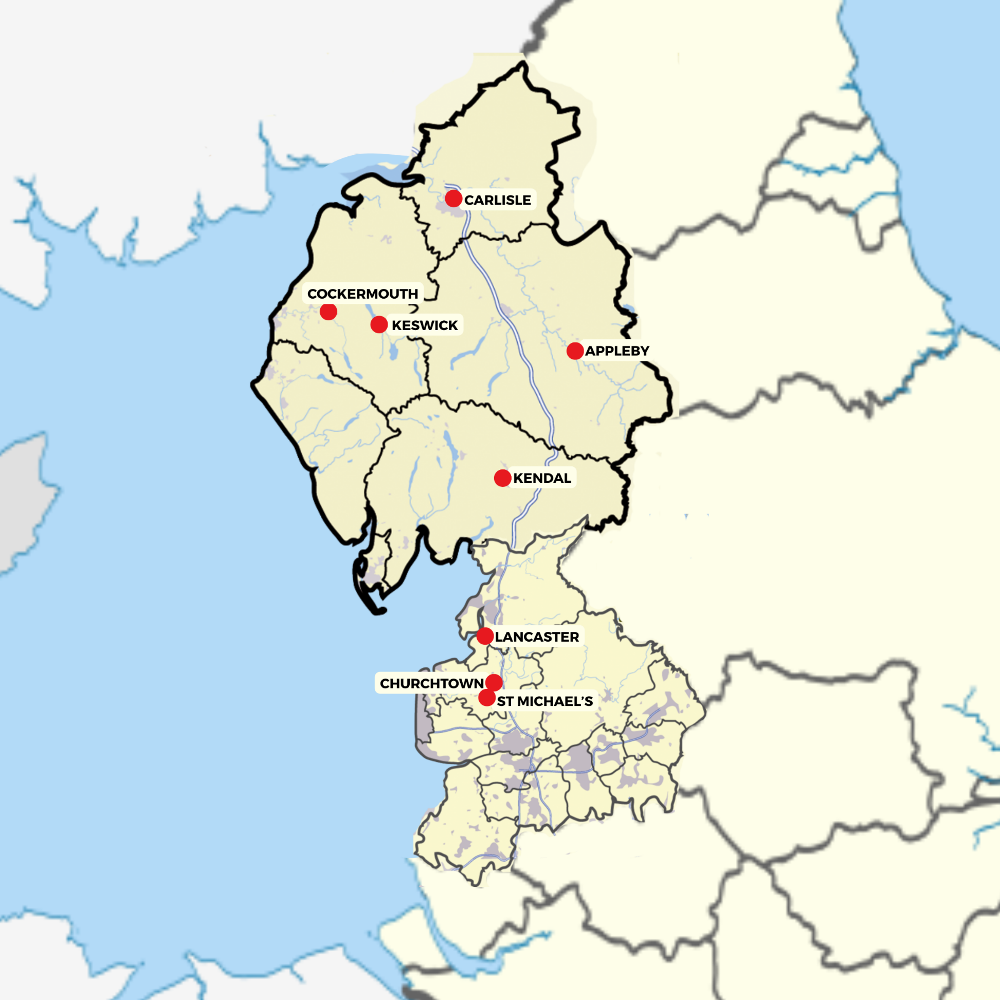 CARLISLE
COCKERMOUTH
KESWICK
APPLEBY
KENDAL
LANCASTER
CHURCHTOWN
ST MICHAEL'S